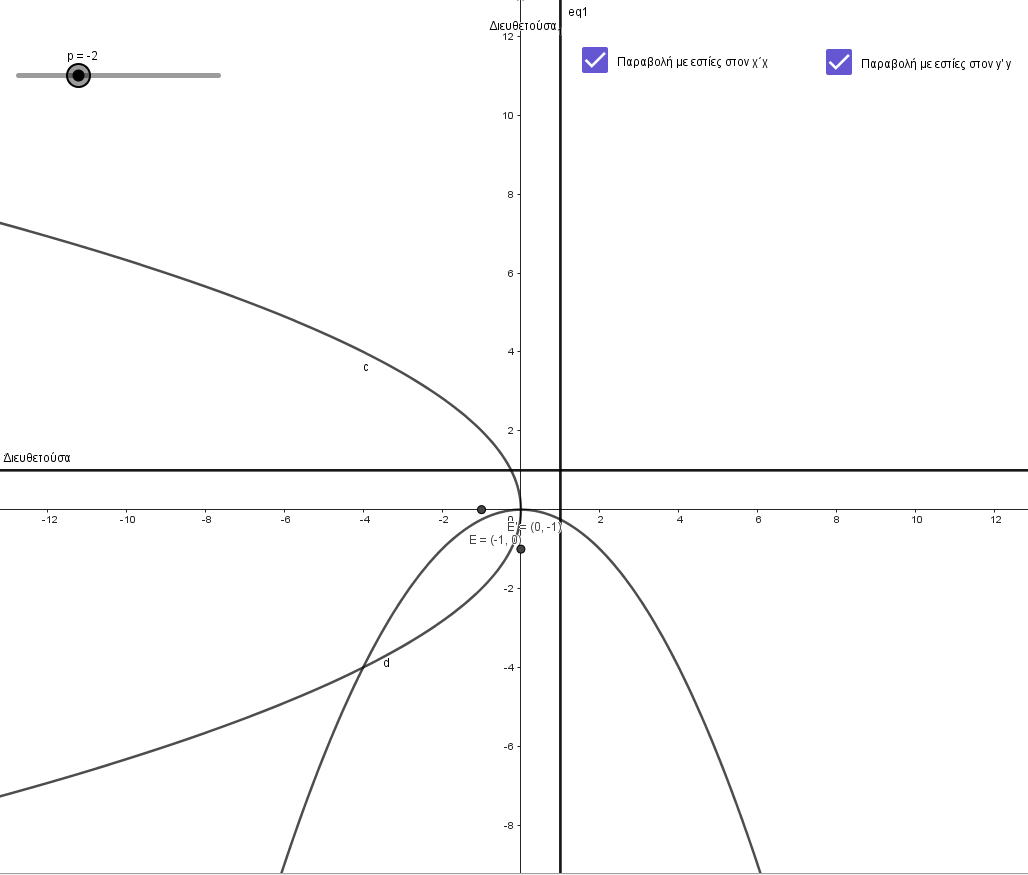 eq1
Διευθετούσα
p = -2
Παραβολή με εστίες στον χ΄χ
Παραβολή με εστίες στον y'y
12
10
8
6
4
c
2
Διευθετούσα
-12 -10 -8 -6 -4 -2 2 4 6 8 10 12
E' = (0, -1)
E = (-1, 0)
-2
-4
d
-6
-8